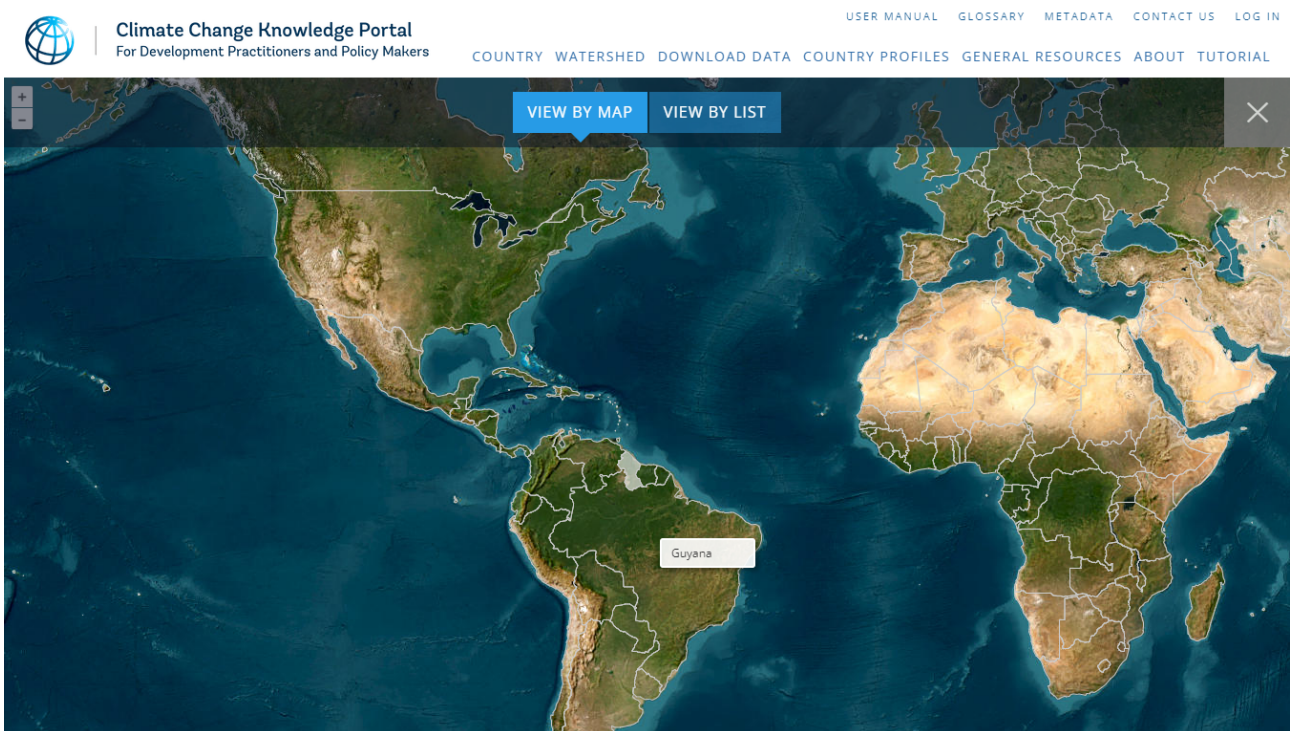 USER MANUAL GLOSSARY METADATA CONTACT US LOG IN
Climate Change Knowledge Portal
For Development Practitioners and Policy Makers
COUNTRY WATERSHED DOWNLOAD DATA COUNTRY PROFILES GENERAL RESOURCES ABOUT TUTORIAL
+
VIEW BY MAP VIEW BY LIST
–
Guyana